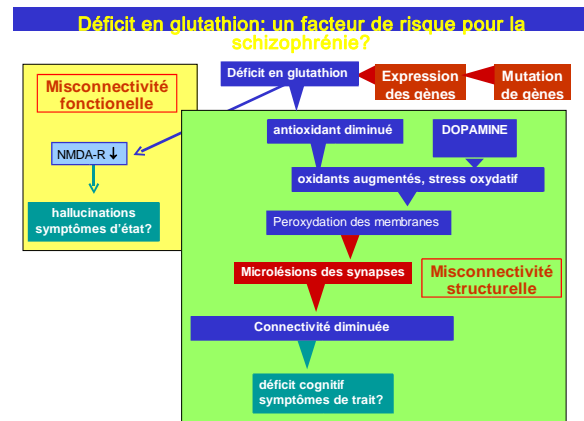 Déficit en glutathion: un facteur de risque pour la
schizophrénie?
Misconnectivité
fonctionelle
Déficit en glutathion
Expression
des gènes
Mutation
de gènes
antioxidant diminué
DOPAMINE
NMDA-R ↓
oxidants augmentés, stress oxydatif
hallucinations
symptômes d'état?
Peroxydation des membranes
Microlésions des synapses
Misconnectivité
structurelle
Connectivité diminuée
déficit cognitif
symptômes de trait?